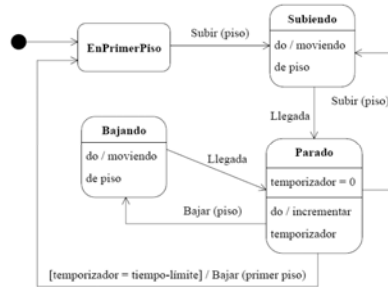 Subiendo
EnPrimerPiso
Subir (piso)
do / moviendo
de piso
Subir (piso)
Llegada
Bajando
Parado
do / moviendo
de piso
Llegada
temporizador = 0
Bajar (piso)
do / incrementar
temporizador
[temporizador = tiempo-límite] / Bajar (primer piso)